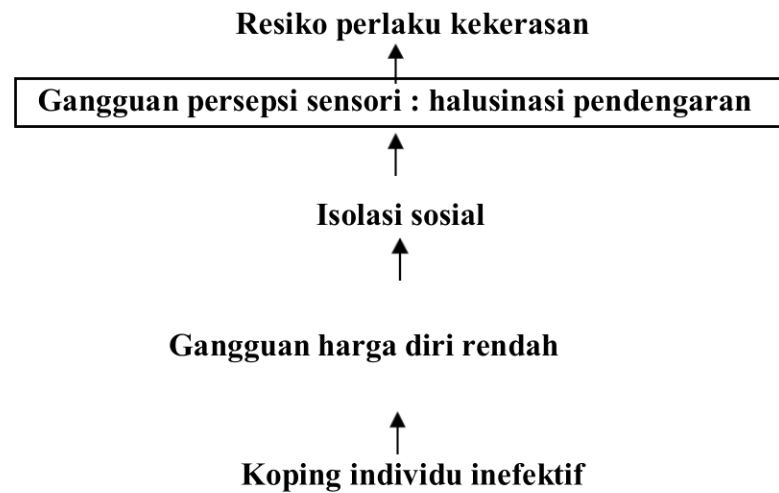 Resiko perlaku kekerasan
Gangguan persepsi sensori : halusinasi pendengaran
Isolasi sosial
Gangguan harga diri rendah
Koping individu inefektif